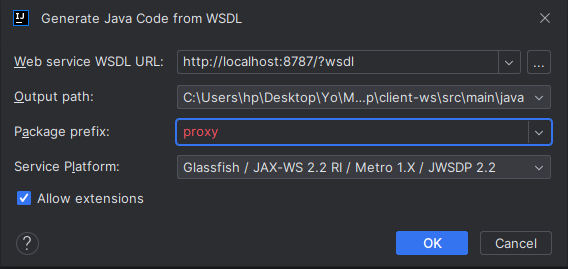 IJ Generate Java Code from WSDL
Web service WSDL URL: http://localhost:8787/?wsdl ...
Output path: C:\Users\hp\Desktop\Yo\M...p\client-ws\src\main\java
Package prefix: proxy
Service Platform: Glassfish / JAX-WS 2.2 RI / Metro 1.X / JWSDP 2.2
Allow extensions
? OK Cancel